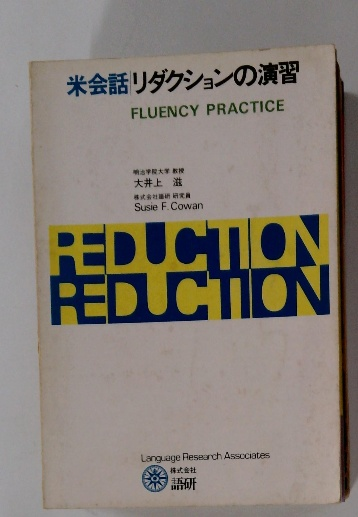 米会話 リダクションの演習
FLUENCY PRACTICE
明治学院大学 教授
大井上 滋
株式会社語研 研究員
Susie F. Cowan
REDUCTION
REDUCTION
Language Research Associates
株式会社
語研